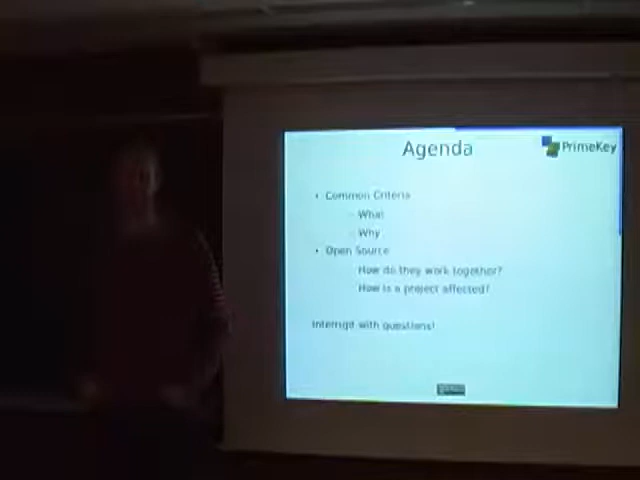 Agenda
PrimeKey
• Common Criteria
- What
- Why
• Open Source
How do they work together?
How is a project affected?
Interrupt with questions!